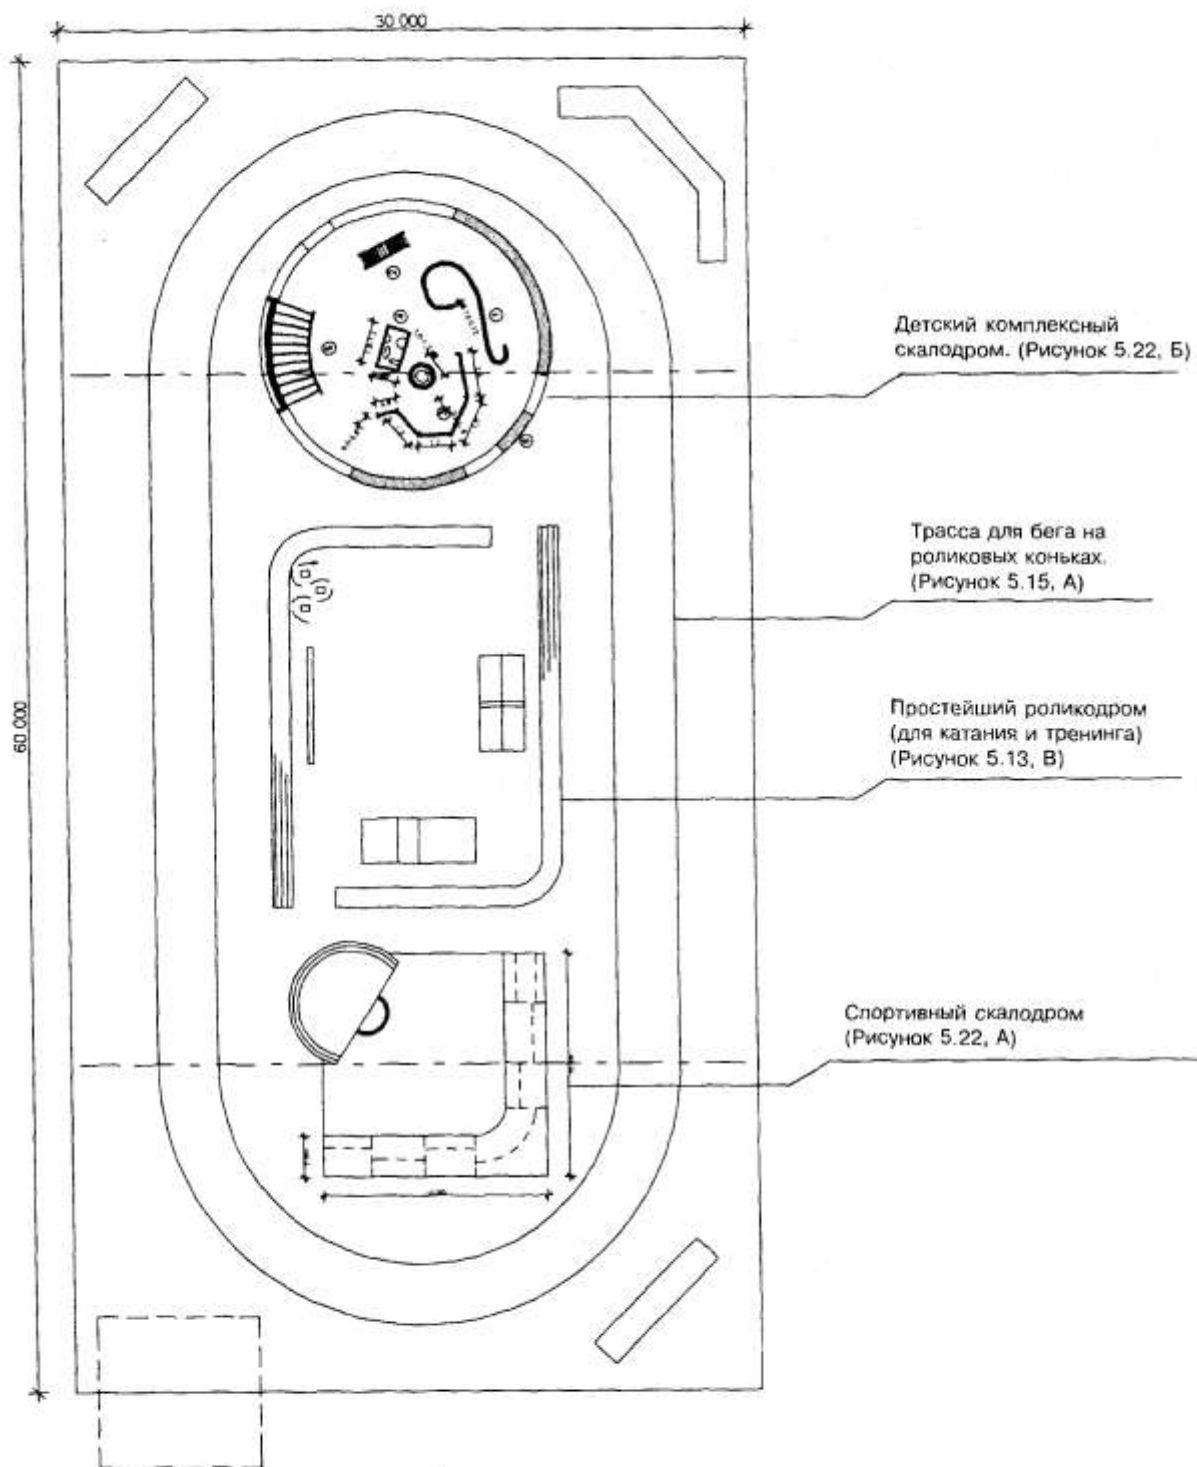 30 000
Детский комплексный
скалодром. (Рисунок 5.22, Б)
Трасса для бега на
роликовых коньках.
(Рисунок 5.15, А)
60 000
Простейший роликодром
(для катания и тренинга)
(Рисунок 5.13, В)
Спортивный скалодром
(Рисунок 5.22, А)